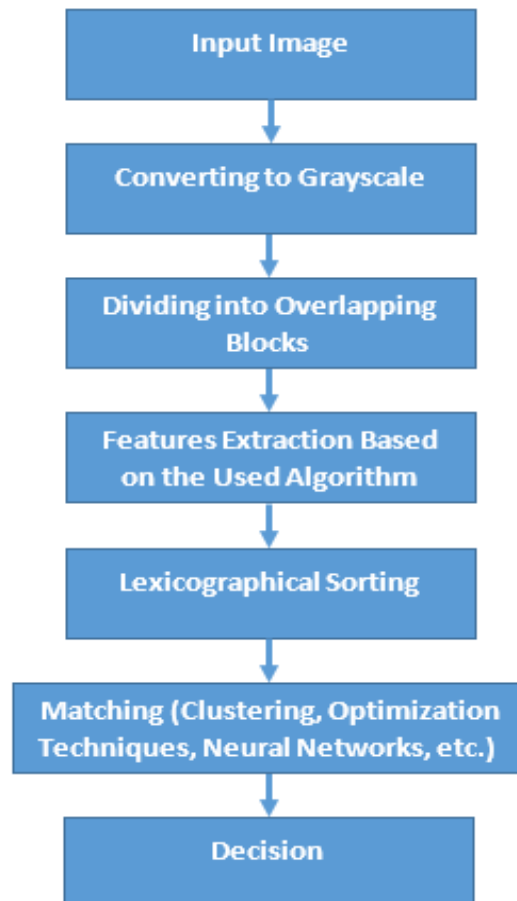 Input Image
Converting to Grayscale
Dividing into Overlapping
Blocks
Features Extraction Based
on the Used Algorithm
Lexicographical Sorting
Matching (Clustering, Optimization
Techniques, Neural Networks, etc.)
Decision